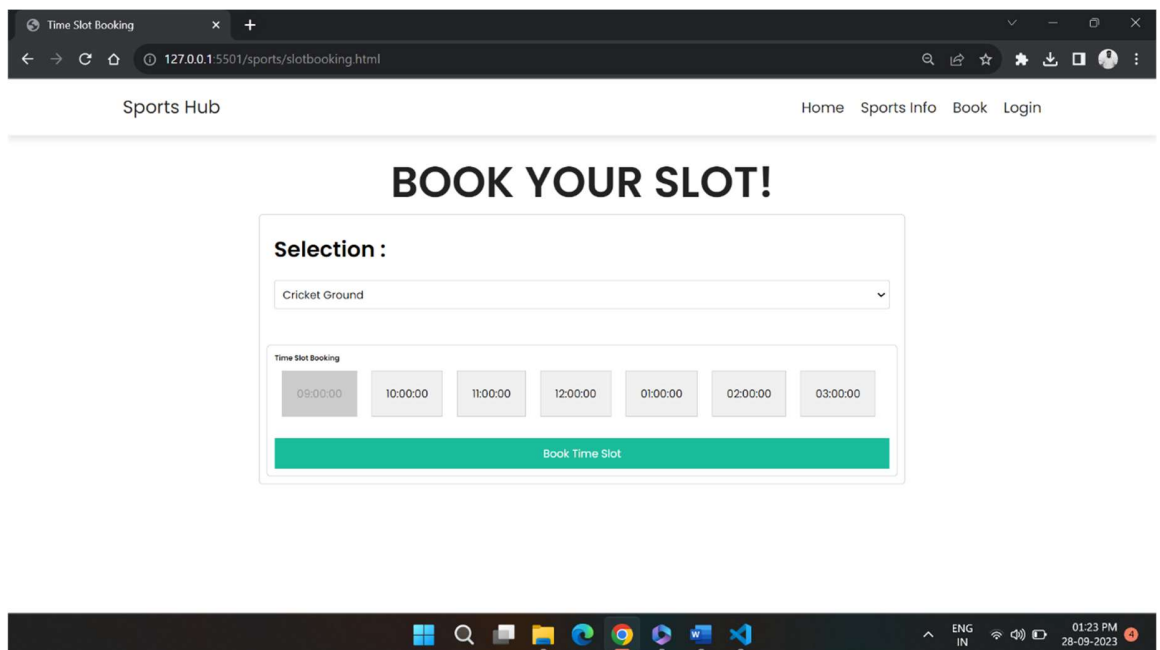 Time Slot Booking
127.0.0.1:5501/sports/slotbooking.html
Sports Hub Home Sports Info Book Login
BOOK YOUR SLOT!
Selection :
Cricket Ground
Time Slot Booking
09:00:00 10:00:00 11:00:00 12:00:00 01:00:00 02:00:00 03:00:00
Book Time Slot
ENG 01:23 PM
IN 28-09-2023 4